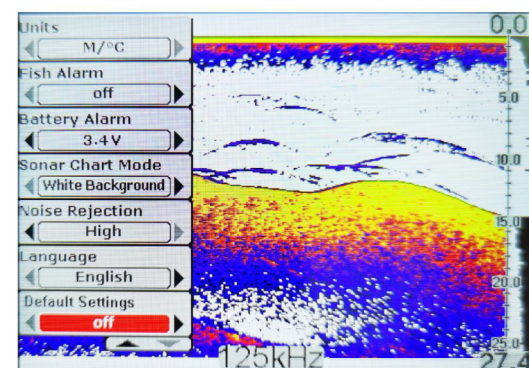 Units
M/°C
Fish Alarm
off
Battery Alarm
3.4V
Sonar Chart Mode
White Background
Noise Rejection
High
Language
English
Default Settings
off
0.0
5.0
10.0
15.0
20.0
25.0
125kHz
27.4